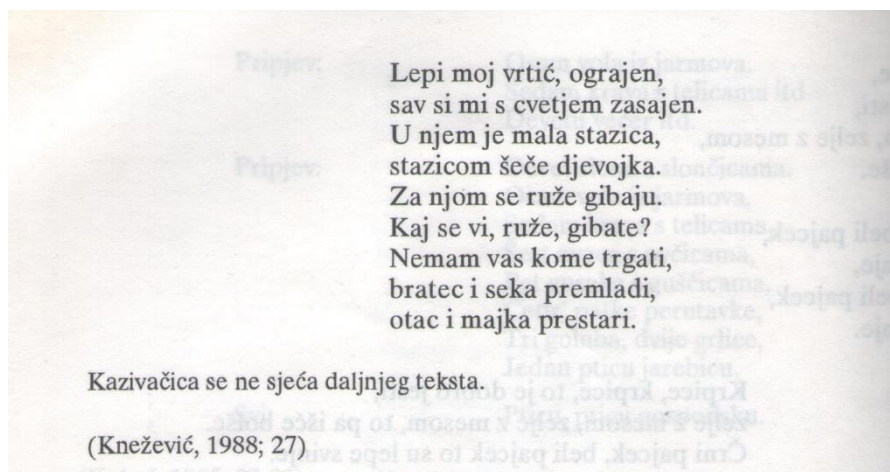 Lepi moj vrtić, ograjen,
sav si mi s cvetjem zasajen.
U njem je mala stazica,
stazicom šeče djevojka.
Za njom se ruže gibaju.
Kaj se vi, ruže, gibate?
Nemam vas kome trgati,
bratec i seka premladi,
otac i majka prestari.
Kazivačica se ne sjeća daljnjeg teksta.
(Knežević, 1988; 27)